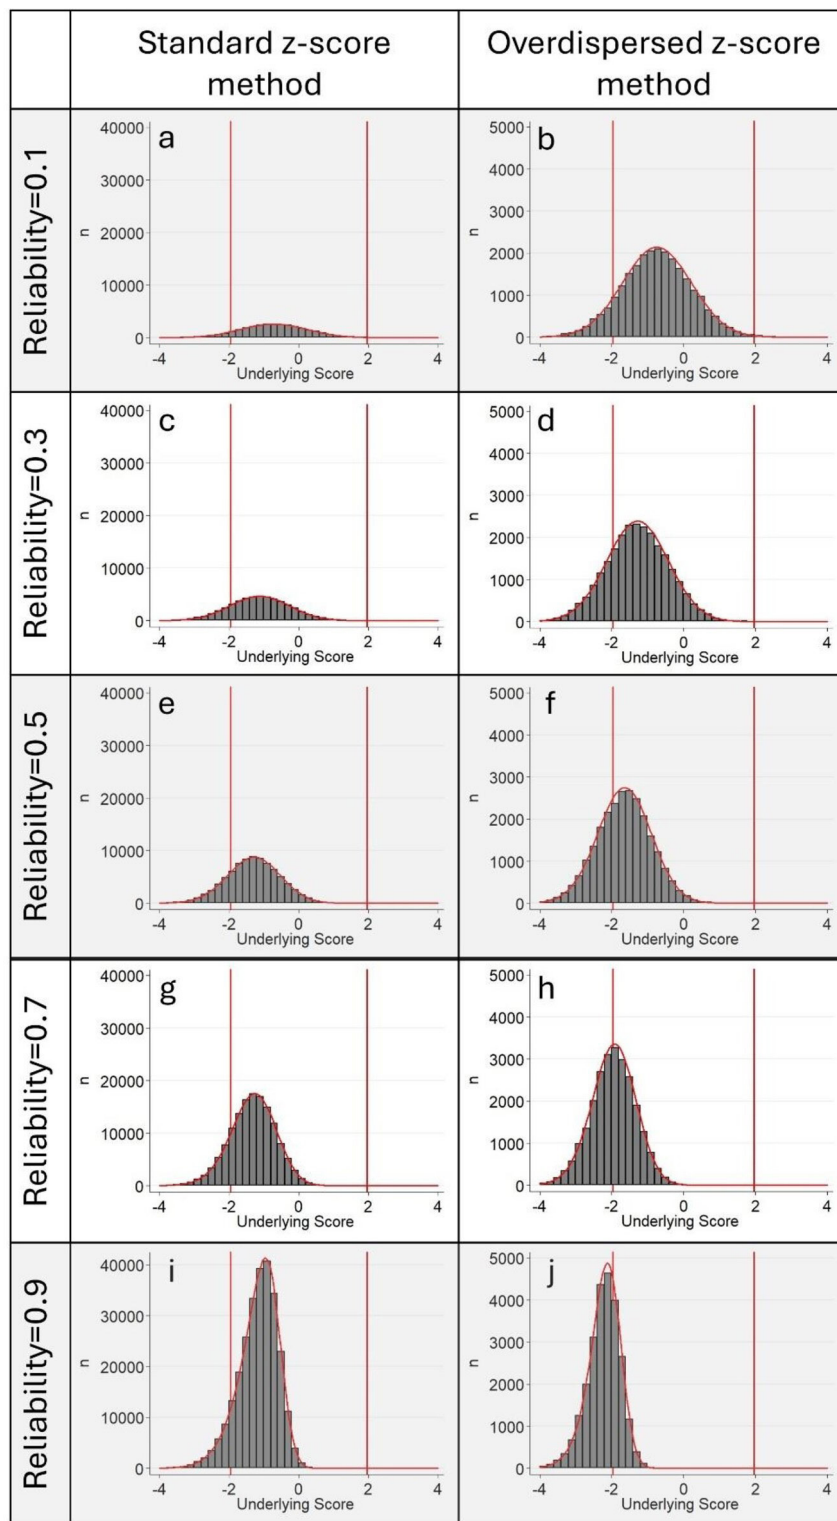 Standard z-score
method
Overdispersed z-score
method
Reliability=0.1
a
40000
30000
20000
10000
0
n
-4 -2 0 2 4
Underlying Score
b
5000
4000
3000
2000
1000
0
n
-4 -2 0 2 4
Underlying Score
Reliability=0.3
c
40000
30000
20000
10000
0
n
-4 -2 0 2 4
Underlying Score
d
5000
4000
3000
2000
1000
0
n
-4 -2 0 2 4
Underlying Score
Reliability=0.5
e
40000
30000
20000
10000
0
n
-4 -2 0 2 4
Underlying Score
f
5000
4000
3000
2000
1000
0
n
-4 -2 0 2 4
Underlying Score
Reliability=0.7
g
40000
30000
20000
10000
0
n
-4 -2 0 2 4
Underlying Score
h
5000
4000
3000
2000
1000
0
n
-4 -2 0 2 4
Underlying Score
Reliability=0.9
i
40000
30000
20000
10000
0
n
-4 -2 0 2 4
Underlying Score
j
5000
4000
3000
2000
1000
0
n
-4 -2 0 2 4
Underlying Score